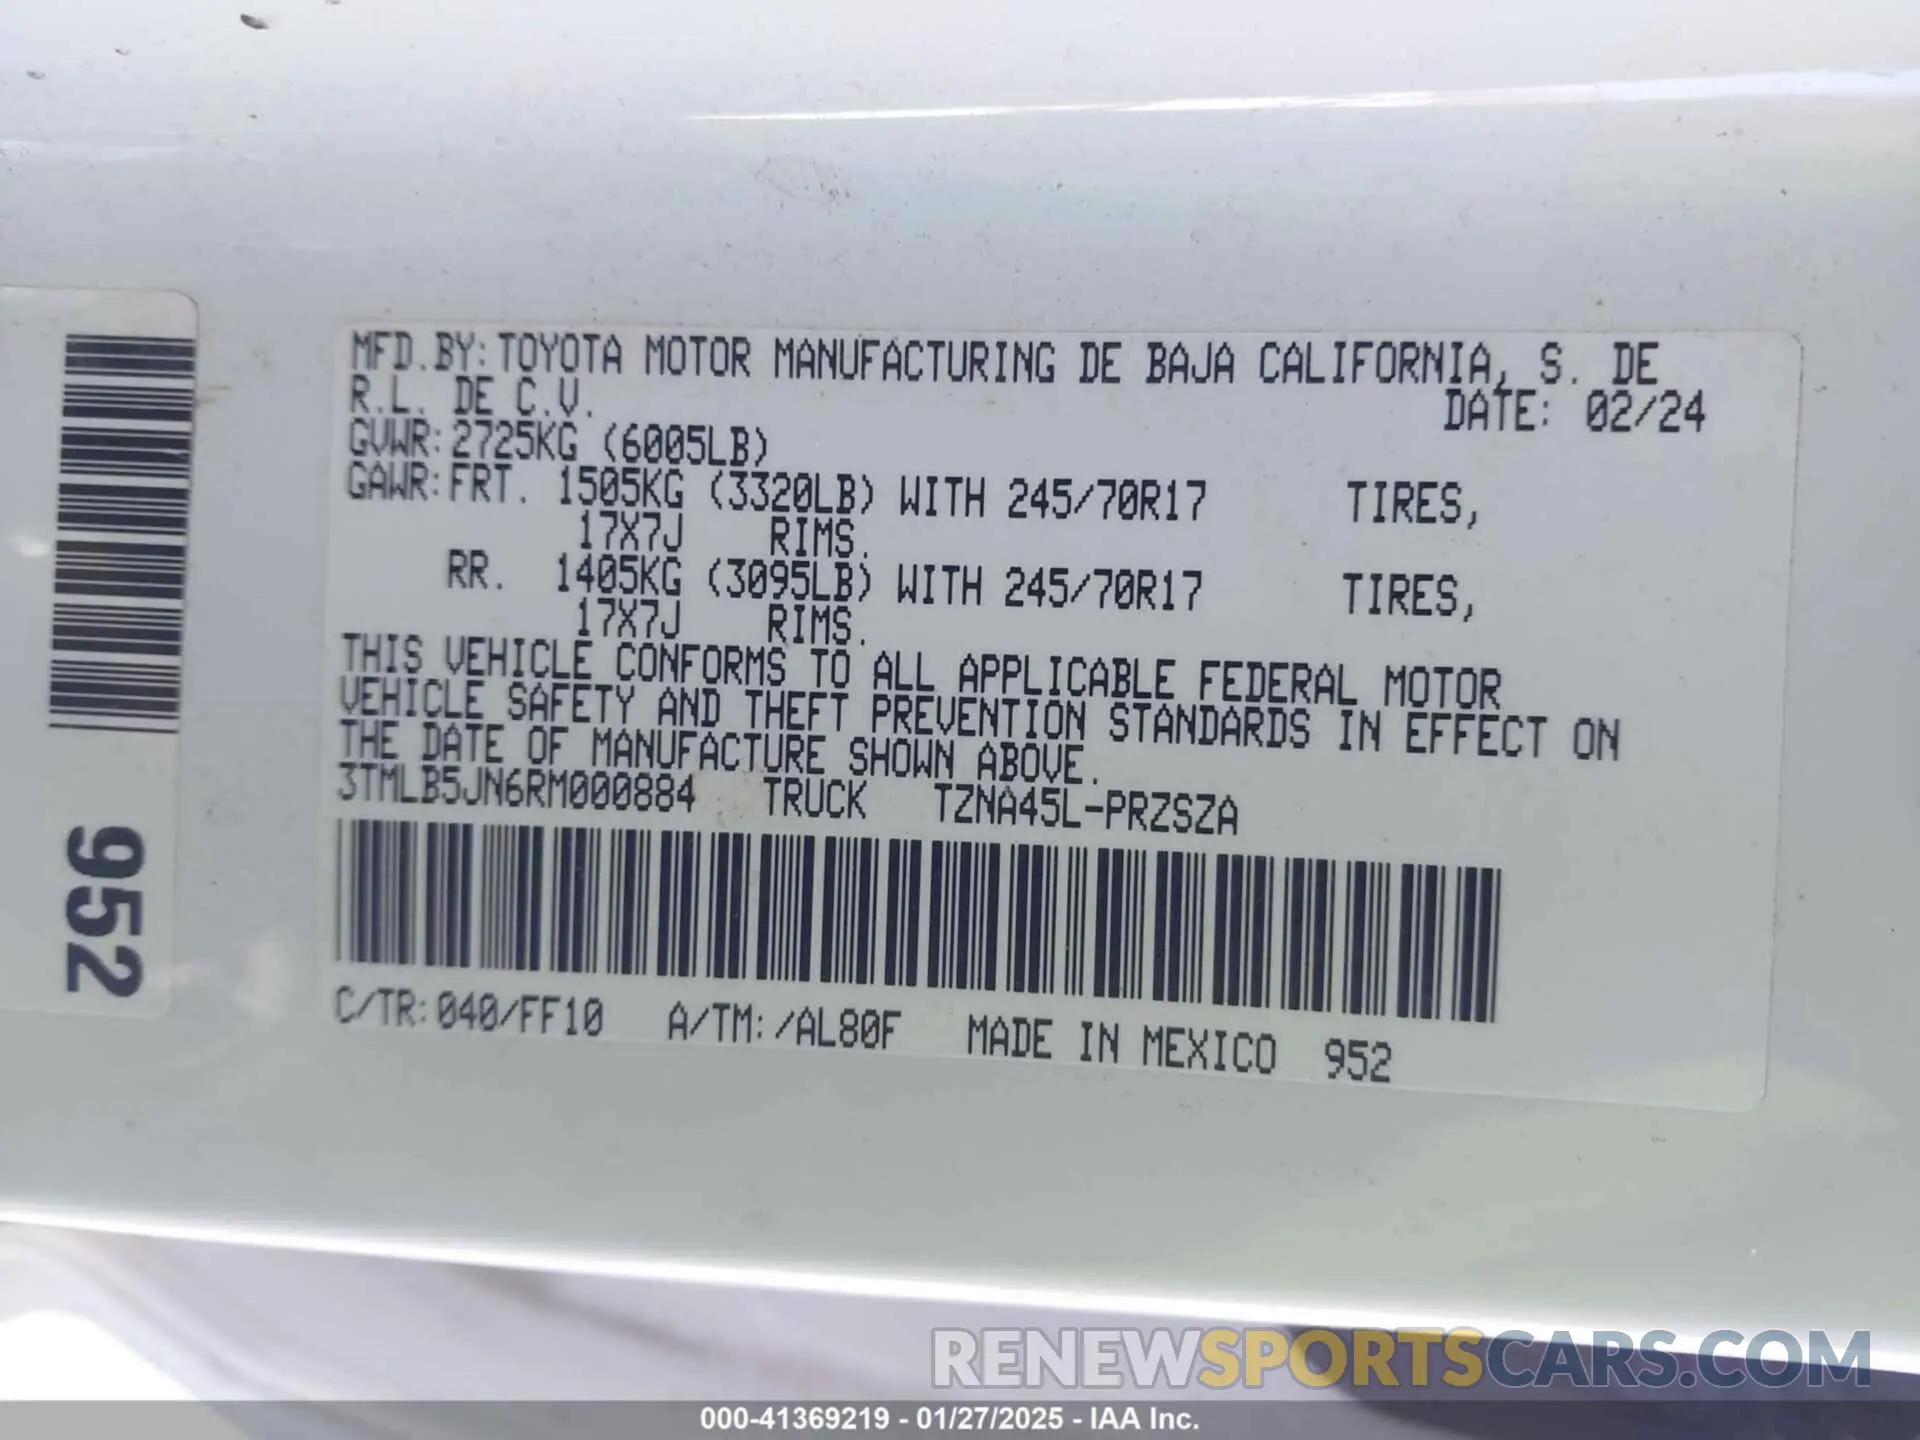 MFD.BY:TOYOTA MOTOR MANUFACTURING DE BAJA CALIFORNIA, S. DE
R.L. DE C.V.
DATE: 02/24
GVWR:2725KG (6005LB)
GAWR:FRT. 1505KG (3320LB) WITH 245/70R17 TIRES,
17X7J RIMS.
RR. 1405KG (3095LB) WITH 245/70R17 TIRES,
17X7J RIMS.
THIS VEHICLE CONFORMS TO ALL APPLICABLE FEDERAL MOTOR
VEHICLE SAFETY AND THEFT PREVENTION STANDARDS IN EFFECT ON
THE DATE OF MANUFACTURE SHOWN ABOVE.
3TMLB5JN6RM000884 TRUCK TZNA45L-PRZSZA
C/TR:040/FF10 A/TM:/AL80F MADE IN MEXICO 952
952
RENEWSPORTSCARS.COM
000-41369219 - 01/27/2025 - IAA Inc.